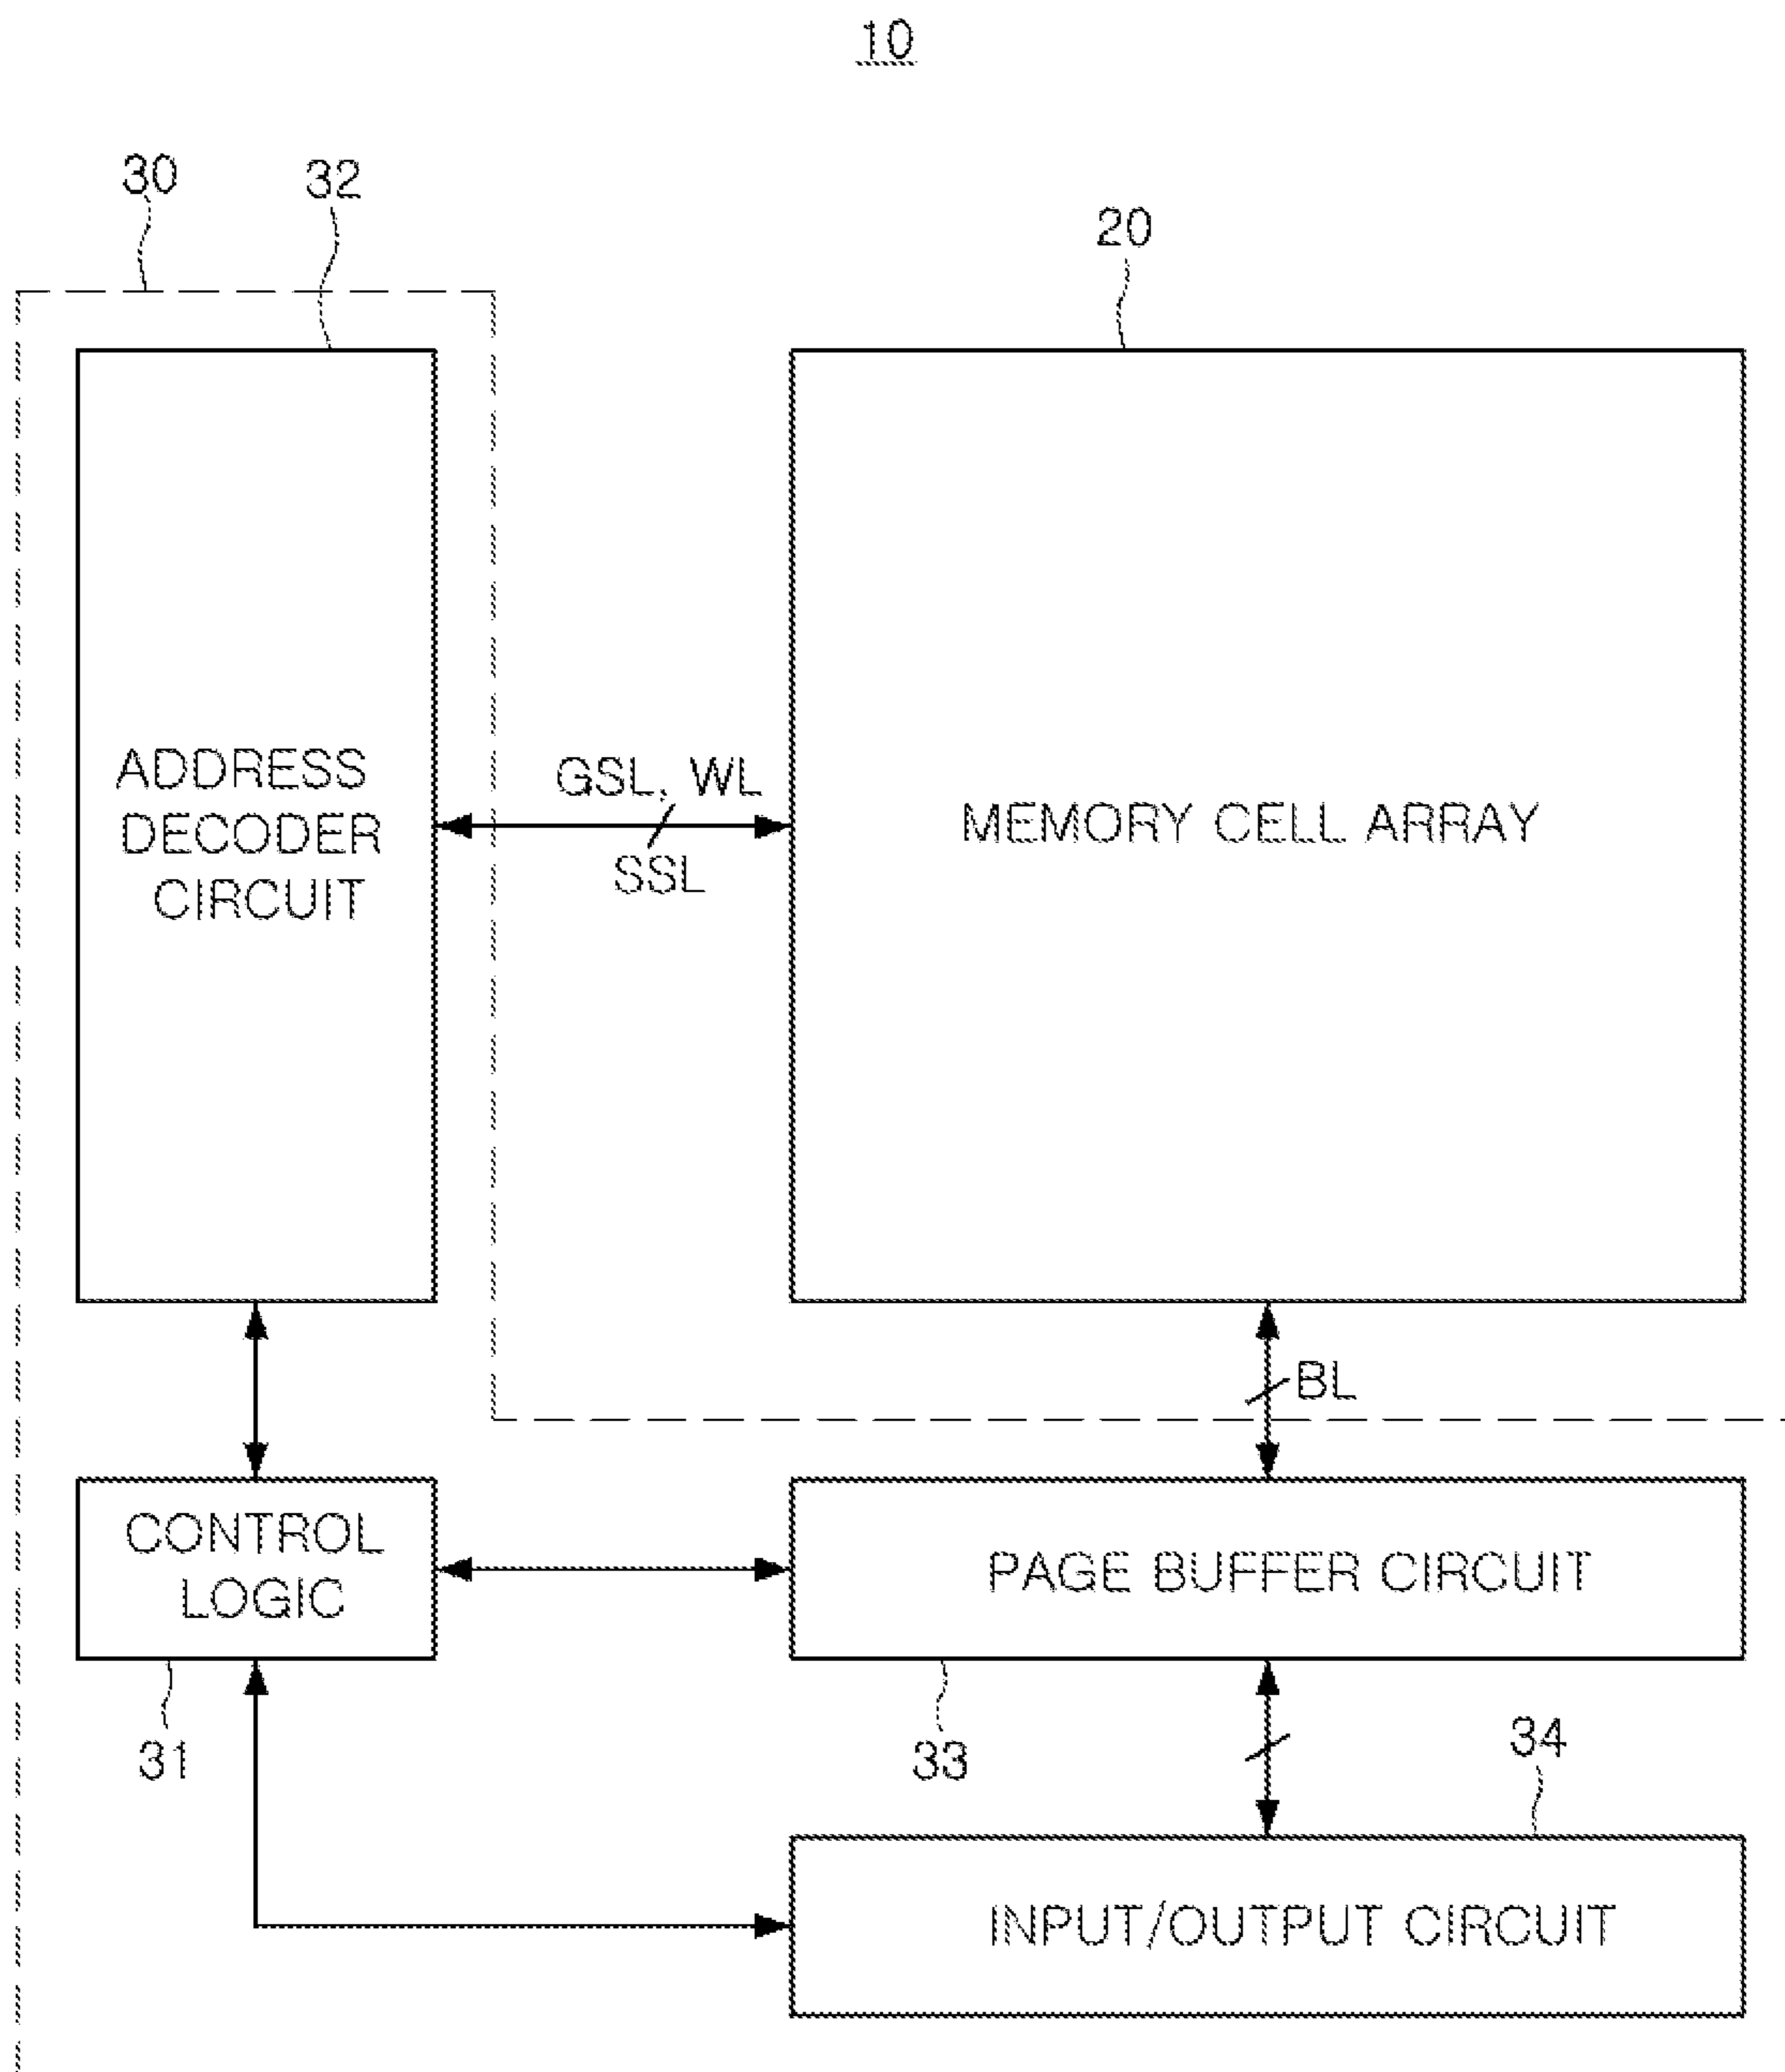 10
30
32
20
ADDRESS
DECODER
CIRCUIT
GSL, WL
SSL
MEMORY CELL ARRAY
BL
CONTROL
LOGIC
PAGE BUFFER CIRCUIT
31
33
34
INPUT/OUTPUT CIRCUIT